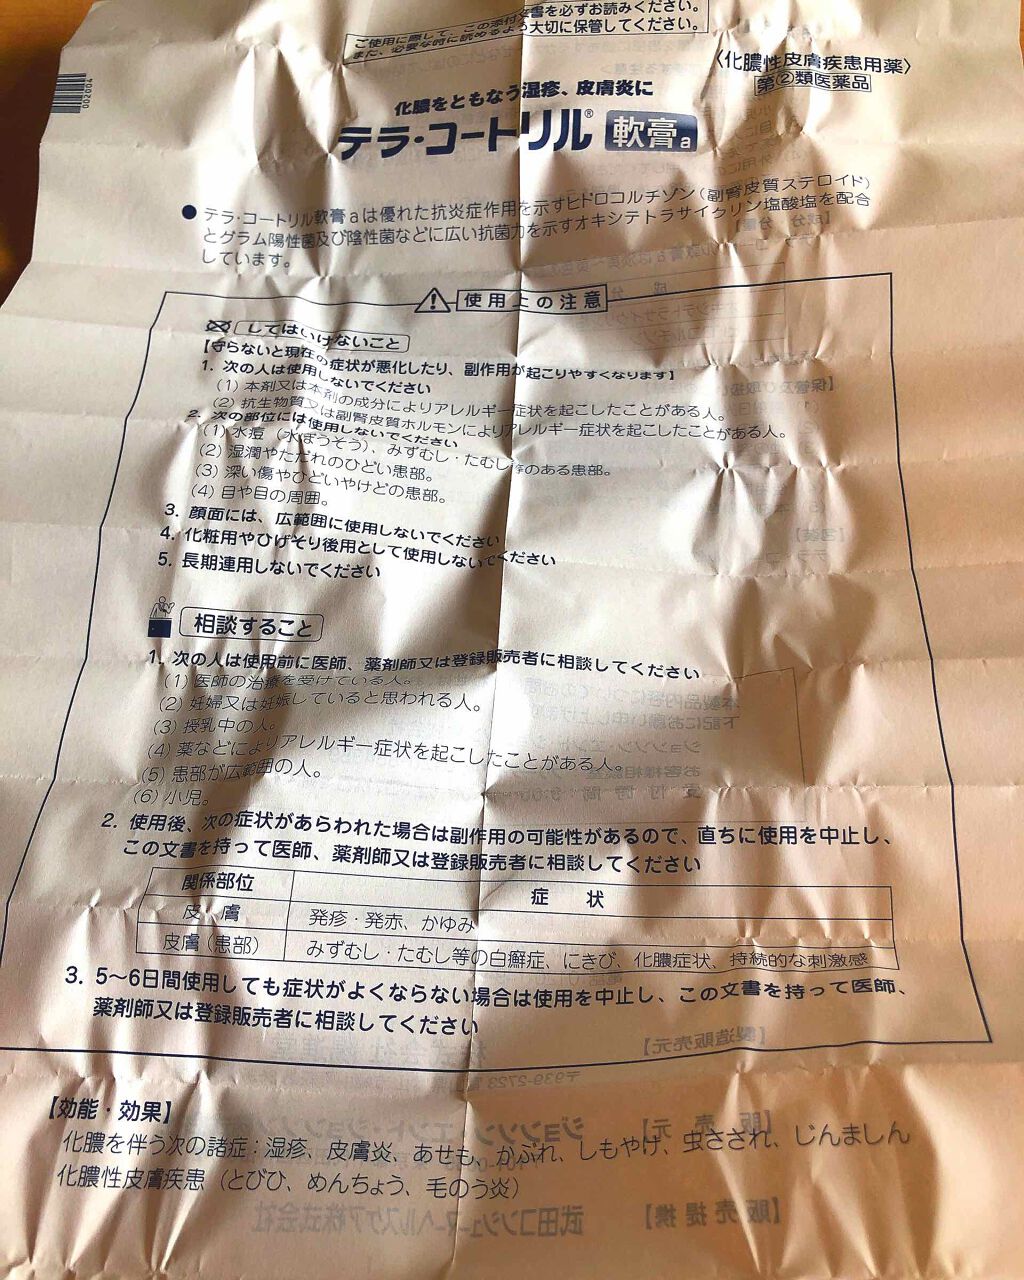 ご使用に際して、この添付文書を必ずお読みください。
また、必要な時に読めるよう大切に保管してください。
002004
〈化膿性皮膚疾患用薬〉
第②類医薬品
化膿をともなう湿疹、皮膚炎に
テラ・コートリル® 軟膏a
● テラ・コートリル軟膏aは優れた抗炎症作用を示すヒドロコルチゾン(副腎皮質ステロイド)
とグラム陽性菌及び陰性菌などに広い抗菌力を示すオキシテトラサイクリン塩酸塩を配合
しています。
使用上の注意
してはいけないこと
【守らないと現在の症状が悪化したり、副作用が起こりやすくなります】
1. 次の人は使用しないでください
(1) 本剤又は本剤の成分によりアレルギー症状を起こしたことがある人。
(2) 抗生物質又は副腎皮質ホルモンによりアレルギー症状を起こしたことがある人。
2. 次の部位には使用しないでください
(1) 水痘(水ぼうそう)、みずむし・たむし等のある患部。
(2) 湿潤やただれのひどい患部。
(3) 深い傷やひどいやけどの患部。
(4) 目や目の周囲。
3. 顔面には、広範囲に使用しないでください
4. 化粧用やひげそり後用として使用しないでください
5. 長期連用しないでください
相談すること
1. 次の人は使用前に医師、薬剤師又は登録販売者に相談してください
(1) 医師の治療を受けている人。
(2) 妊婦又は妊娠していると思われる人。
(3) 授乳中の人。
(4) 薬などによりアレルギー症状を起こしたことがある人。
(5) 患部が広範囲の人。
(6) 小児。
2. 使用後、次の症状があらわれた場合は副作用の可能性があるので、直ちに使用を中止し、
この文書を持って医師、薬剤師又は登録販売者に相談してください
関係部位 症 状
皮 膚 発疹・発赤、かゆみ
皮膚(患部) みずむし・たむし等の白癬症、にきび、化膿症状、持続的な刺激感
3. 5〜6日間使用しても症状がよくならない場合は使用を中止し、この文書を持って医師、
薬剤師又は登録販売者に相談してください
【効能・効果】
化膿を伴う次の諸症:湿疹、皮膚炎、あせも、かぶれ、しもやけ、虫さされ、じんましん
化膿性皮膚疾患(とびひ、めんちょう、毛のう炎)